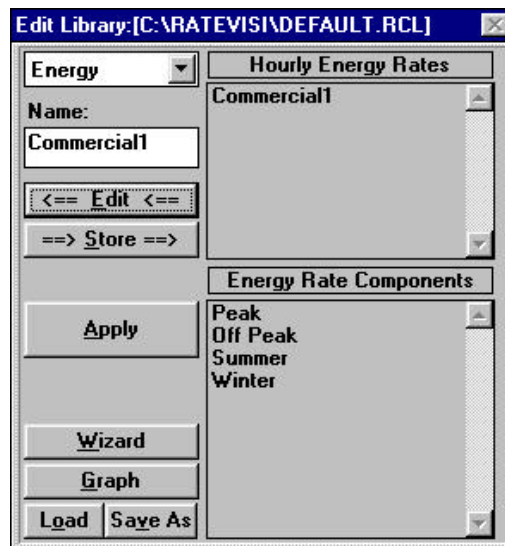 Edit Library:[C:\RATEVISI\DEFAULT.RCL]
Energy
Name:
Commercial1
<== Edit <==
==> Store ==>
Apply
Wizard
Graph
Load Save As
Hourly Energy Rates
Commercial1
Energy Rate Components
Peak
Off Peak
Summer
Winter